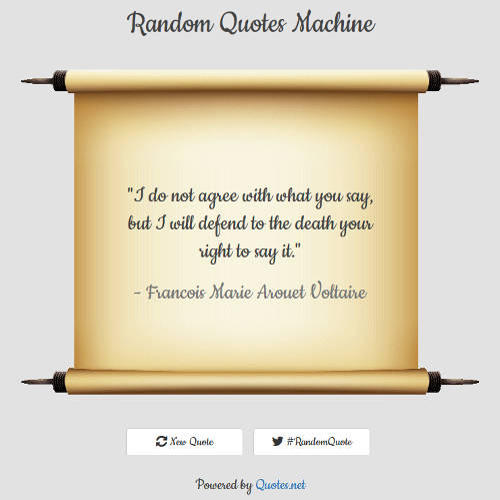 Random Quotes Machine
"I do not agree with what you say,
but I will defend to the death your
right to say it."
- Francois Marie Arouet Voltaire
New Quote
#RandomQuote
Powered by Quotes.net